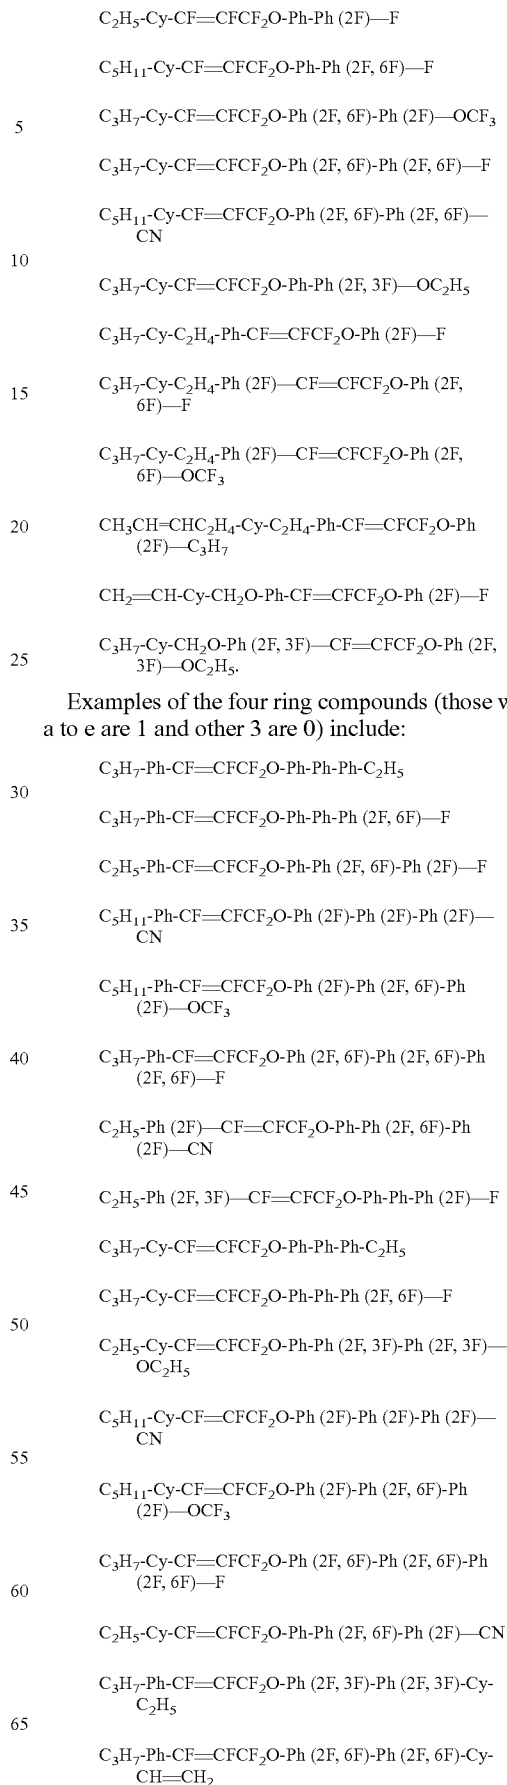 C₂H₅-Cy-CF=CFCF₂O-Ph-Ph (2F)—F
C₅H₁₁-Cy-CF=CFCF₂O-Ph-Ph (2F, 6F)—F
5
C₃H₇-Cy-CF=CFCF₂O-Ph (2F, 6F)-Ph (2F)—OCF₃
C₃H₇-Cy-CF=CFCF₂O-Ph (2F, 6F)-Ph (2F, 6F)—F
C₅H₁₁-Cy-CF=CFCF₂O-Ph (2F, 6F)-Ph (2F, 6F)—
CN
10
C₃H₇-Cy-CF=CFCF₂O-Ph-Ph (2F, 3F)—OC₂H₅
C₃H₇-Cy-C₂H₄-Ph-CF=CFCF₂O-Ph (2F)—F
15
C₃H₇-Cy-C₂H₄-Ph (2F)—CF=CFCF₂O-Ph (2F,
6F)—F
C₃H₇-Cy-C₂H₄-Ph (2F)—CF=CFCF₂O-Ph (2F,
6F)—OCF₃
20
CH₃CH=CHC₂H₄-Cy-C₂H₄-Ph-CF=CFCF₂O-Ph
(2F)—C₃H₇
CH₂=CH-Cy-CH₂O-Ph-CF=CFCF₂O-Ph (2F)—F
C₃H₇-Cy-CH₂O-Ph (2F, 3F)—CF=CFCF₂O-Ph (2F,
25
3F)—OC₂H₅.
Examples of the four ring compounds (those
a to e are 1 and other 3 are 0) include:
C₃H₇-Ph-CF=CFCF₂O-Ph-Ph-Ph-C₂H₅
30
C₃H₇-Ph-CF=CFCF₂O-Ph-Ph-Ph (2F, 6F)—F
C₂H₅-Ph-CF=CFCF₂O-Ph-Ph (2F, 6F)-Ph (2F)—F
35
C₅H₁₁-Ph-CF=CFCF₂O-Ph (2F)-Ph (2F)-Ph (2F)—
CN
C₅H₁₁-Ph-CF=CFCF₂O-Ph (2F)-Ph (2F, 6F)-Ph
(2F)—OCF₃
40
C₃H₇-Ph-CF=CFCF₂O-Ph (2F, 6F)-Ph (2F, 6F)-Ph
(2F, 6F)—F
C₂H₅-Ph (2F)—CF=CFCF₂O-Ph-Ph (2F, 6F)-Ph
(2F)—CN
45
C₂H₅-Ph (2F, 3F)—CF=CFCF₂O-Ph-Ph-Ph (2F)—F
C₃H₇-Cy-CF=CFCF₂O-Ph-Ph-Ph-C₂H₅
C₃H₇-Cy-CF=CFCF₂O-Ph-Ph-Ph (2F, 6F)—F
50
C₂H₅-Cy-CF=CFCF₂O-Ph-Ph (2F, 3F)-Ph (2F, 3F)—
OC₂H₅
C₅H₁₁-Cy-CF=CFCF₂O-Ph (2F)-Ph (2F)-Ph (2F)—
CN
55
C₅H₁₁-Cy-CF=CFCF₂O-Ph (2F)-Ph (2F, 6F)-Ph
(2F)—OCF₃
C₃H₇-Cy-CF=CFCF₂O-Ph (2F, 6F)-Ph (2F, 6F)-Ph
60
(2F, 6F)—F
C₂H₅-Cy-CF=CFCF₂O-Ph-Ph (2F, 6F)-Ph (2F)—CN
C₃H₇-Ph-CF=CFCF₂O-Ph (2F, 3F)-Ph (2F, 3F)-Cy-
C₂H₅
65
C₃H₇-Ph-CF=CFCF₂O-Ph (2F, 6F)-Ph (2F, 6F)-Cy-
CH=CH₂